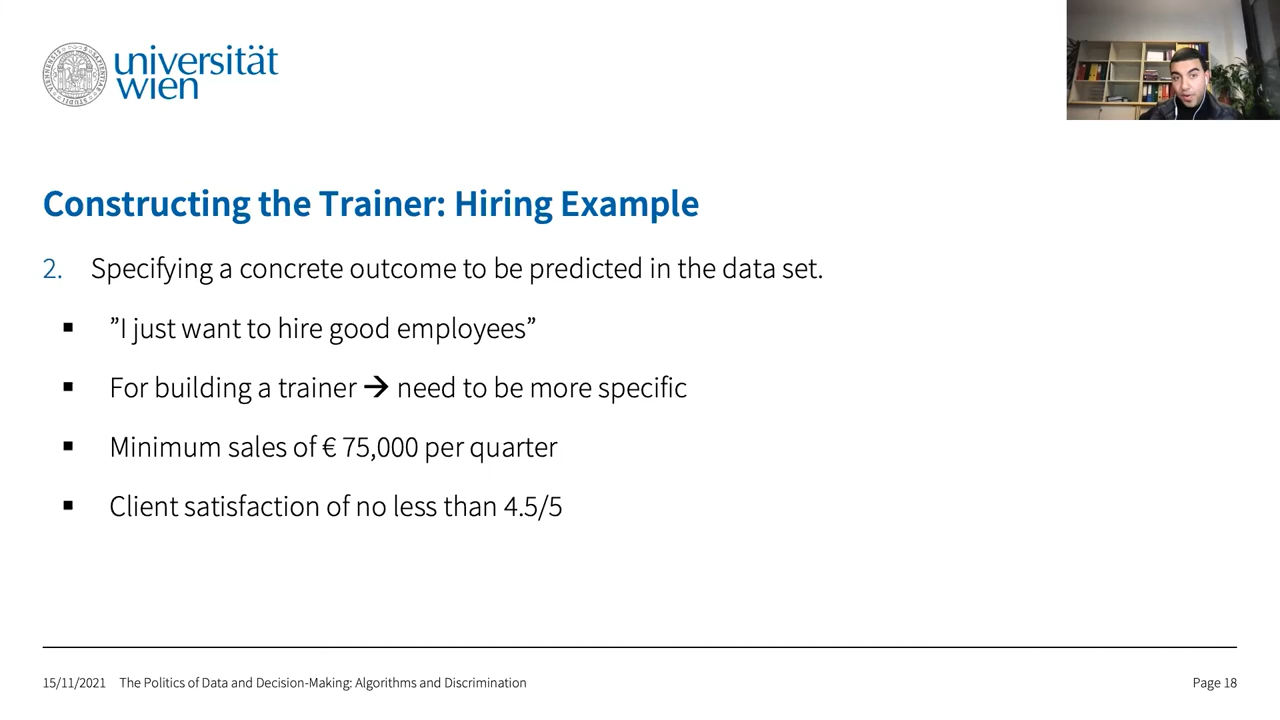 universität
wien
Constructing the Trainer: Hiring Example
2. Specifying a concrete outcome to be predicted in the data set.
▪ ”I just want to hire good employees”
▪ For building a trainer → need to be more specific
▪ Minimum sales of € 75,000 per quarter
▪ Client satisfaction of no less than 4.5/5
15/11/2021 The Politics of Data and Decision-Making: Algorithms and Discrimination Page 18